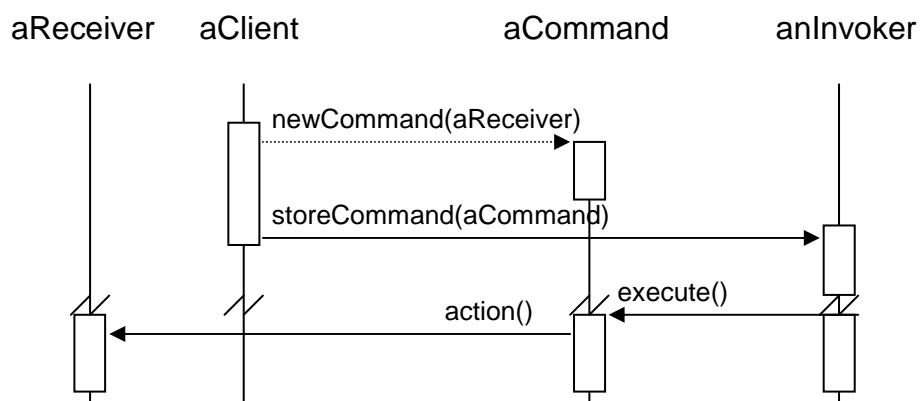 aReceiver aClient aCommand anInvoker
newCommand(aReceiver)
storeCommand(aCommand)
execute()
action()